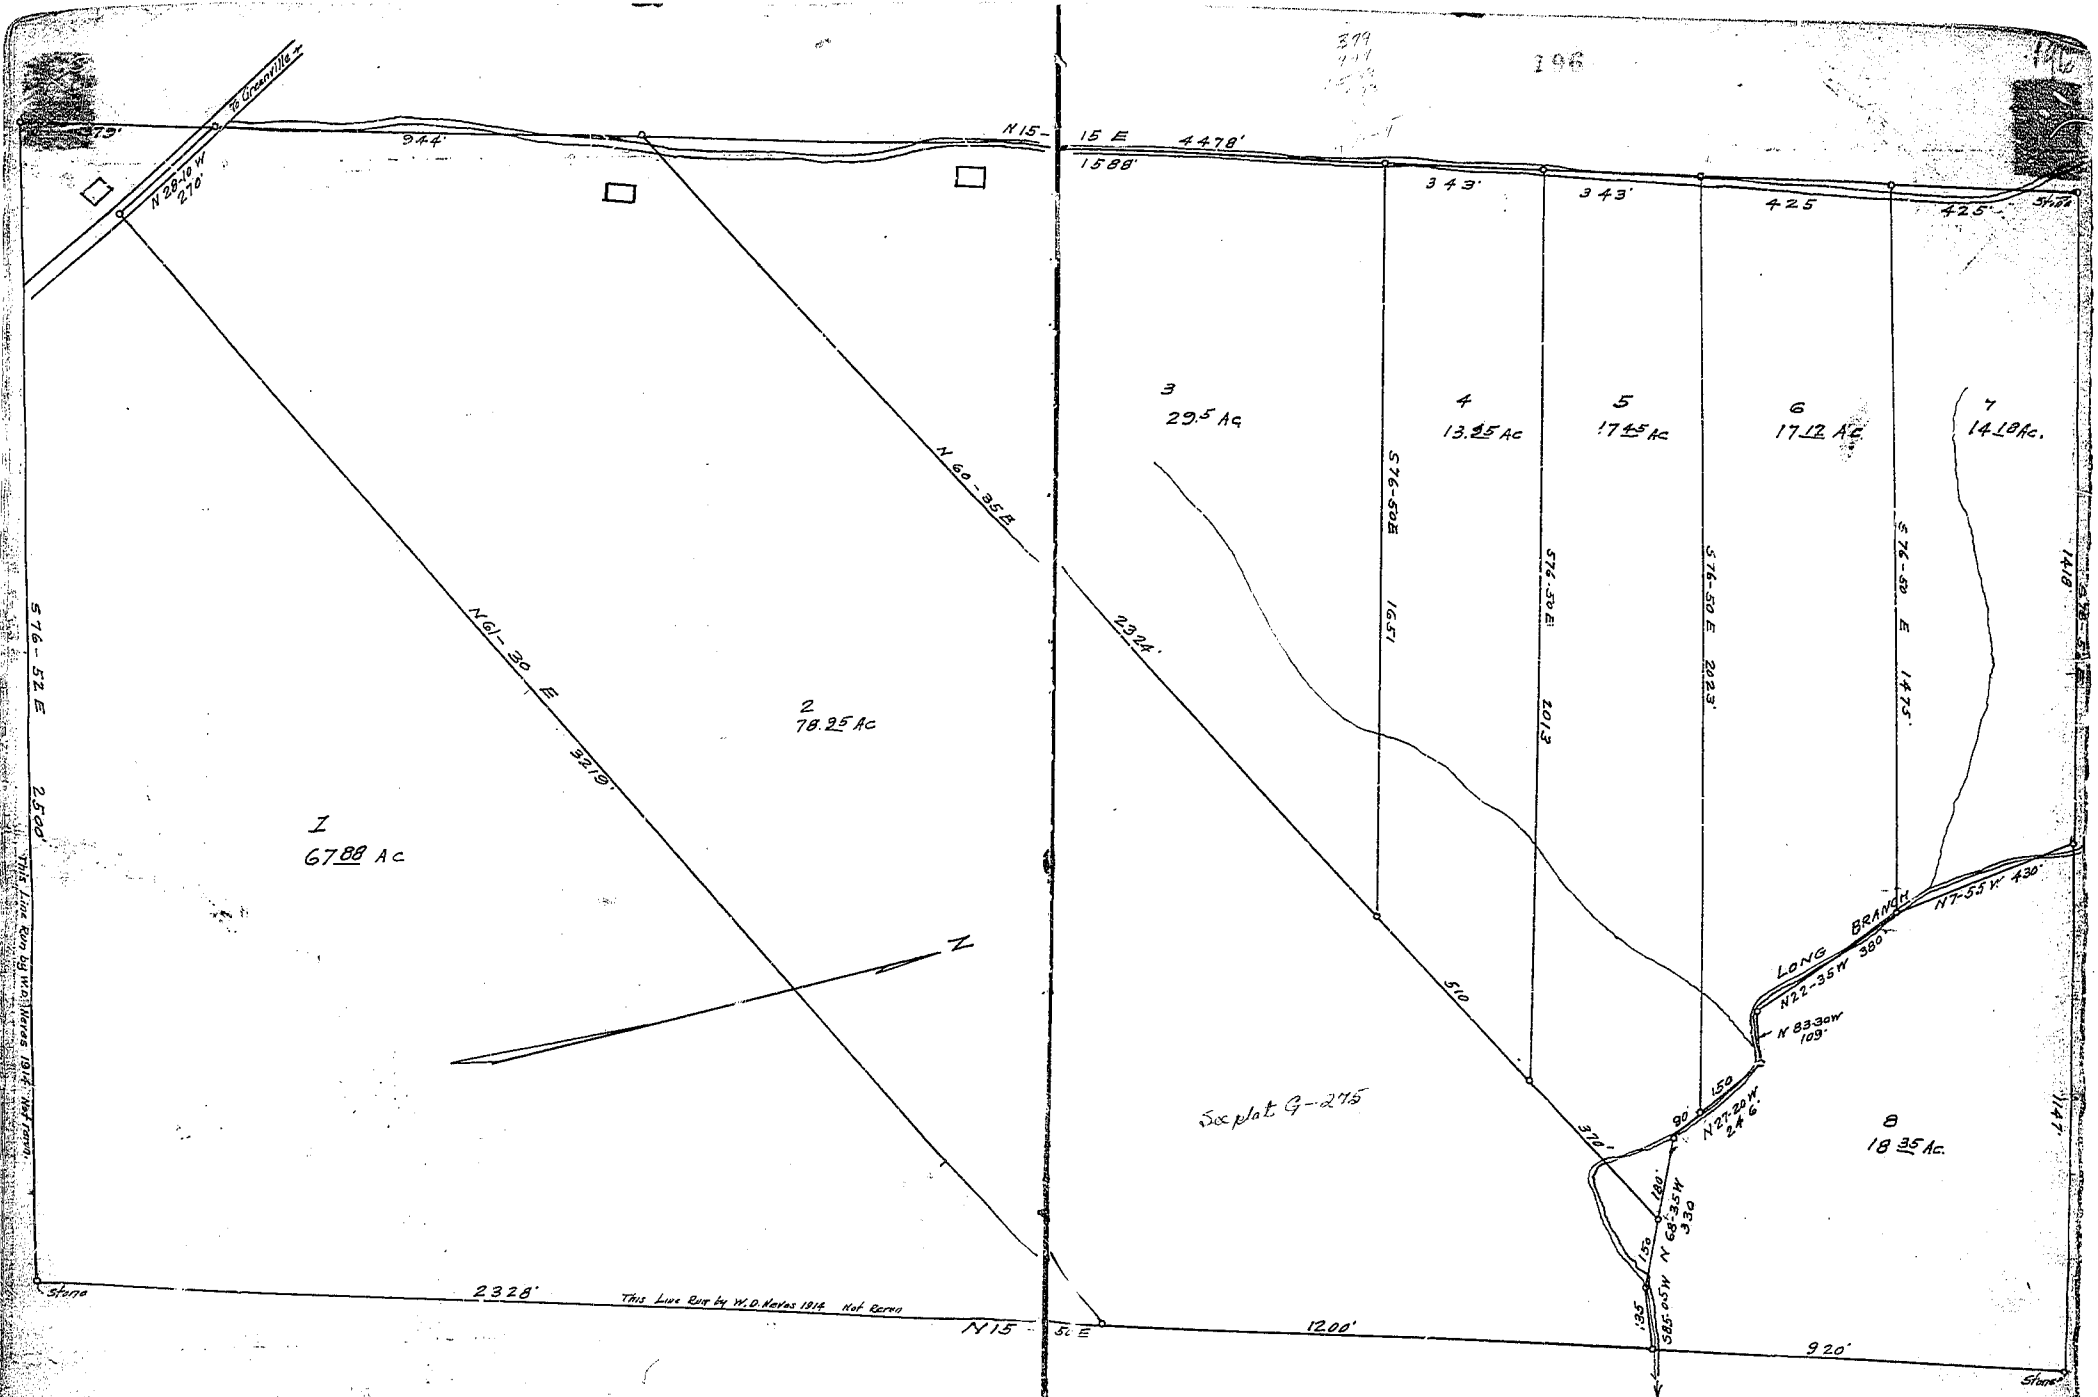 379
196
196
To Greenville
944'
N 15-15 E 4478'
1588'
343'
343'
425
425'
Stone
N 28-10 W
270'
3
29.5 Ac
4
13.25 Ac
5
17 45 Ac
6
17 12 Ac
7
14 18 Ac.
N 60-35 E
2324'
S 76-50 E 1651
S 76-50 E 2013
S 76-50 E 2023'
S 76-50 E 1475'
1418'
S 76-52 E 2500'
This Line Run by W.D. Neves 1914 Not rerun
N 61-30 E
3219'
2
78.25 Ac
1
67 88 Ac
N
LONG BRANCH
N 7-55 W 430'
N 22-35 W 380'
N 83-30 W
109'
510
See plat G-275
370'
90'
150
N 27-20 W
246'
8
18 35 Ac.
1147'
180'
N 68-35 W
330
150
135
S 85-05 W
Stone
2328'
This Line Run by W.D. Neves 1914 Not Rerun
N 15-50 E
1200'
920'
Stone